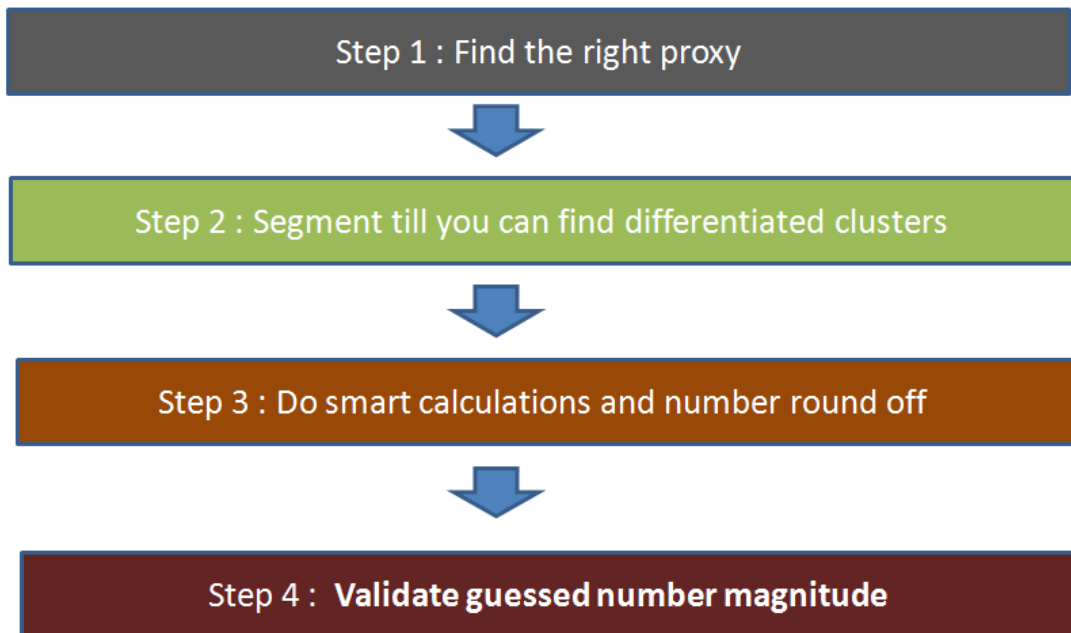 Step 1 : Find the right proxy
Step 2 : Segment till you can find differentiated clusters
Step 3 : Do smart calculations and number round off
Step 4 : Validate guessed number magnitude